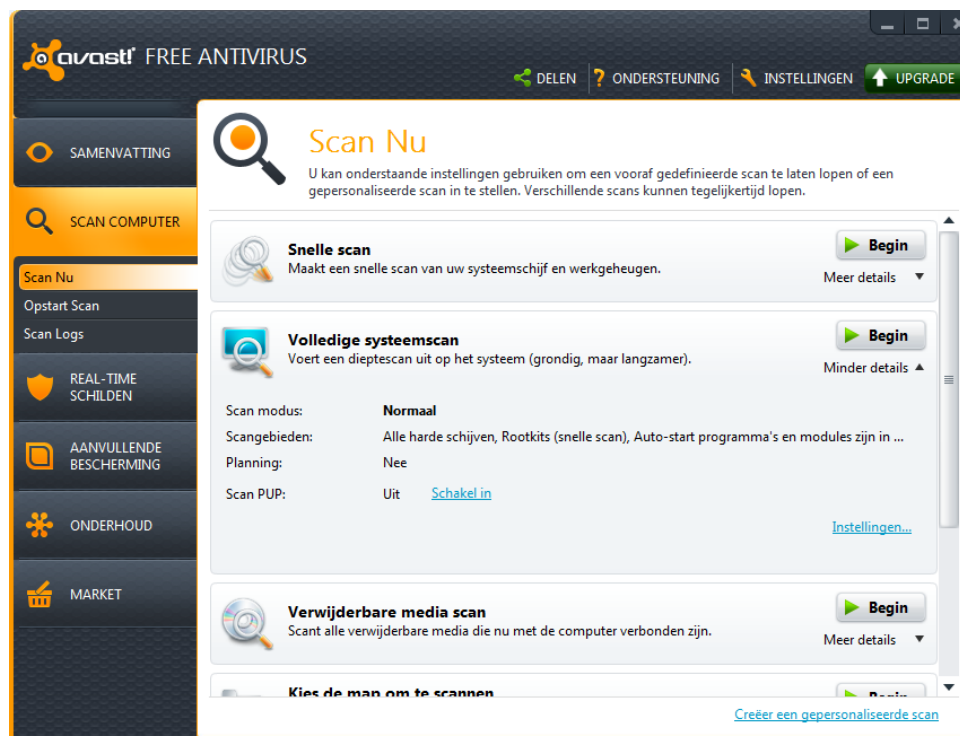 avast! FREE ANTIVIRUS
DELEN
ONDERSTEUNING
INSTELLINGEN
UPGRADE
SAMENVATTING
SCAN COMPUTER
Scan Nu
Opstart Scan
Scan Logs
REAL-TIME
SCHILDEN
AANVULLENDE
BESCHERMING
ONDERHOUD
MARKET
Scan Nu
U kan onderstaande instellingen gebruiken om een vooraf gedefinieerde scan te laten lopen of een
gepersonaliseerde scan in te stellen. Verschillende scans kunnen tegelijkertijd lopen.
Snelle scan
Maakt een snelle scan van uw systeemschijf en werkgeheugen.
Begin
Meer details
Volledige systeemscan
Voert een dieptescan uit op het systeem (grondig, maar langzamer).
Begin
Minder details
Scan modus: Normaal
Scangebieden: Alle harde schijven, Rootkits (snelle scan), Auto-start programma's en modules zijn in ...
Planning: Nee
Scan PUP: Uit Schakel in
Instellingen...
Verwijderbare media scan
Scant alle verwijderbare media die nu met de computer verbonden zijn.
Begin
Meer details
Kies de map om te scannen
Begin
Creëer een gepersonaliseerde scan